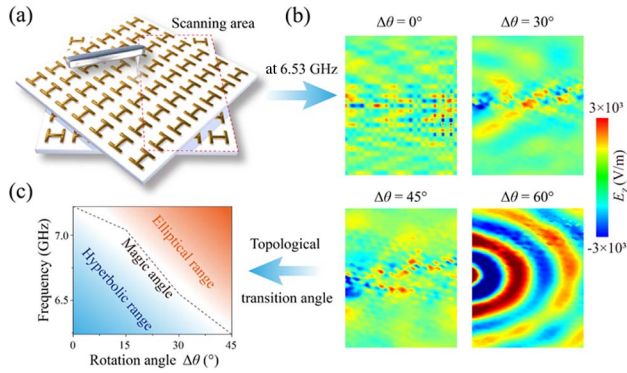 (a)
Scanning area
at 6.53 GHz
(b)
Δθ = 0°
Δθ = 30°
Δθ = 45°
Δθ = 60°
3×10³
E_z (V/m)
-3×10³
(c)
Frequency (GHz)
7.0
6.5
Elliptical range
Magic angle
Hyperbolic range
0
15
30
45
Rotation angle Δθ (°)
Topological
transition angle